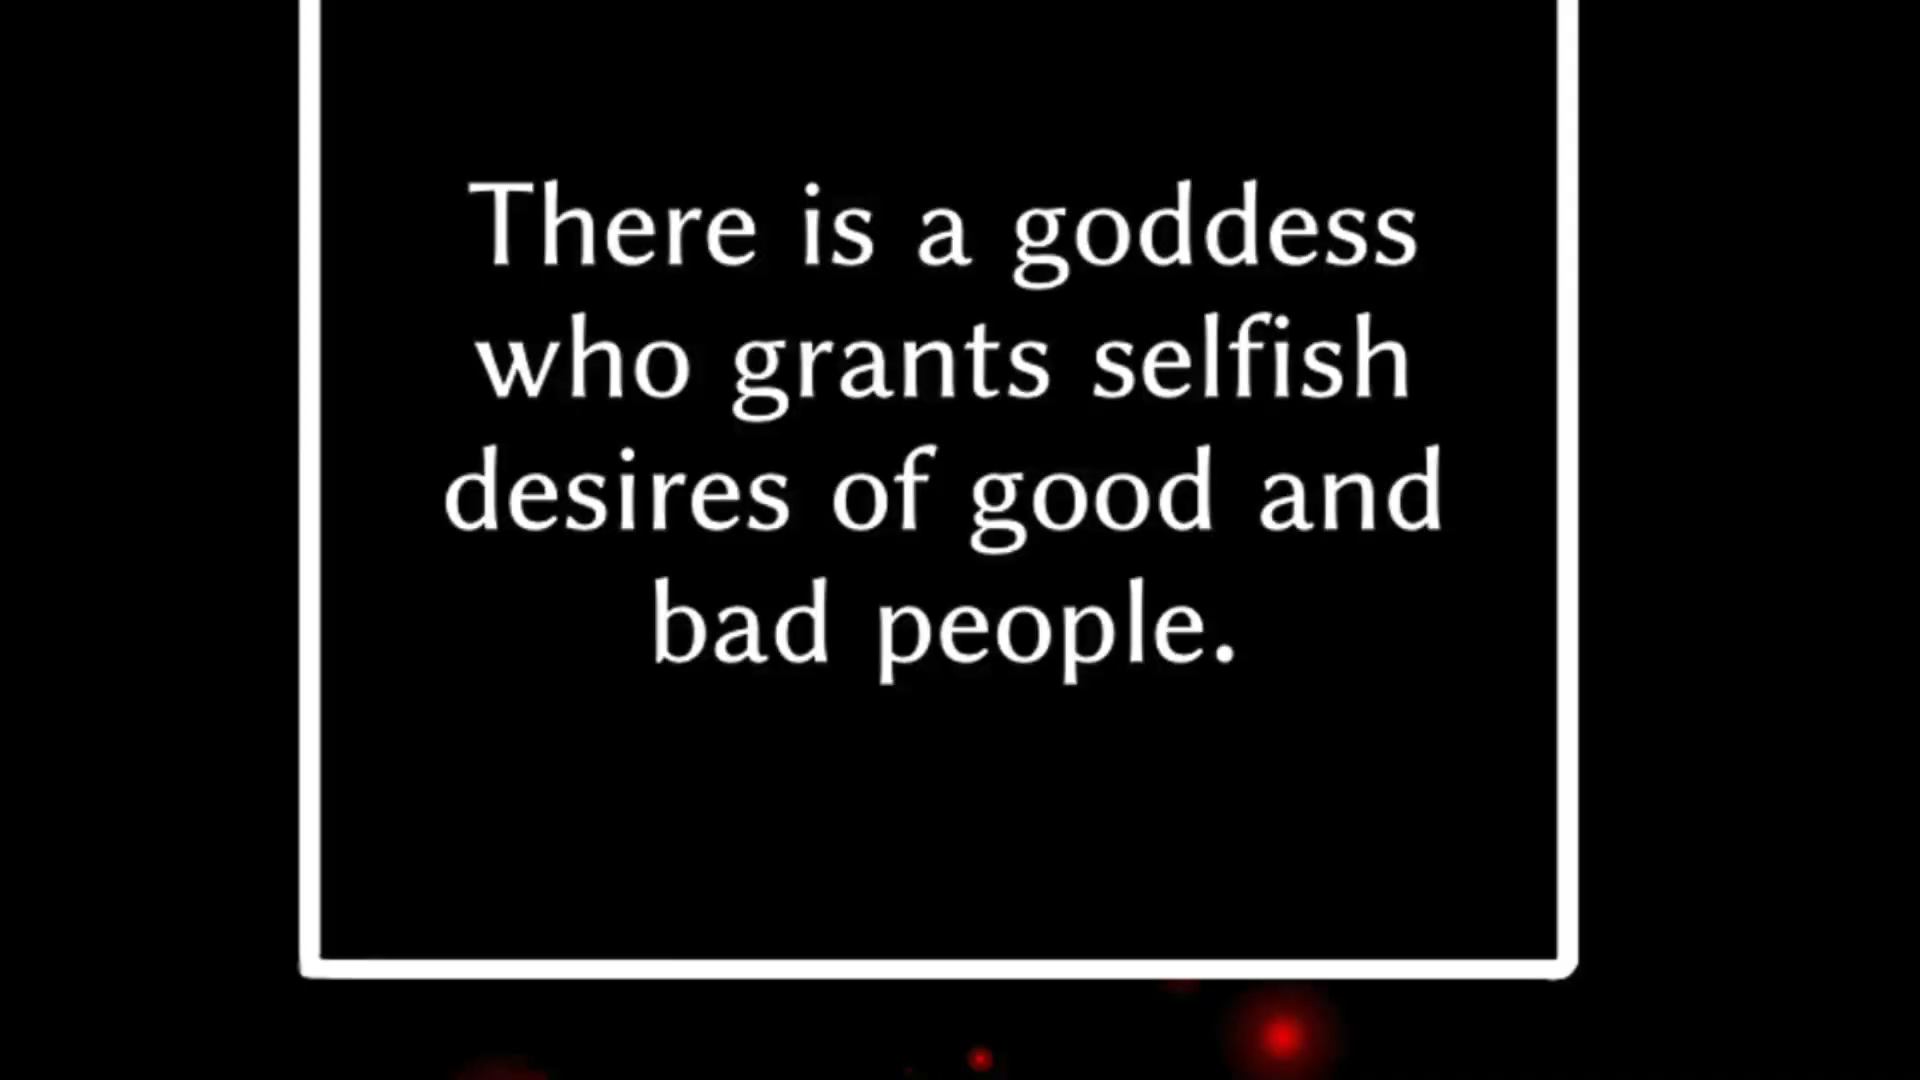 There is a goddess
who grants selfish
desires of good and
bad people.